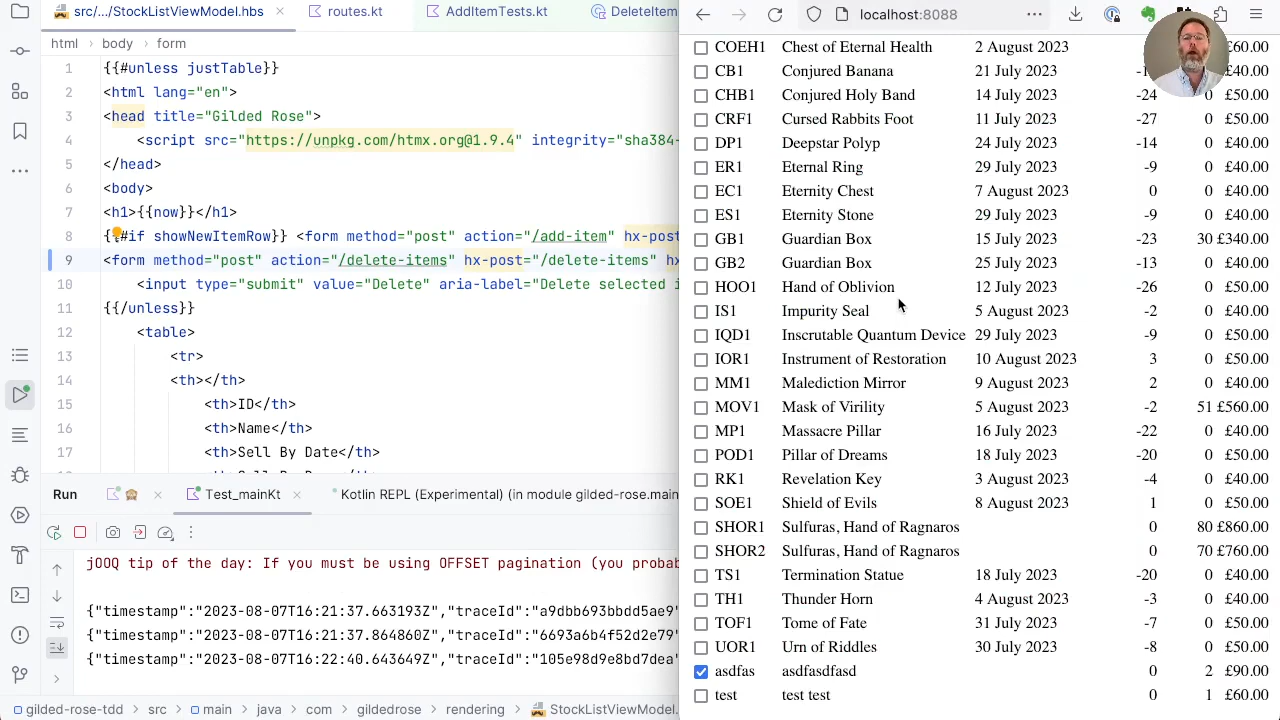 src/.../StockListViewModel.hbs
routes.kt
AddItemTests.kt
DeleteItem
html
body
form
1 {{#unless justTable}}
2 <html lang="en">
3 <head title="Gilded Rose">
4 <script src="https://unpkg.com/htmx.org@1.9.4" integrity="sha384-
5 </head>
6 <body>
7 <h1>{{now}}</h1>
8 {{#if showNewItemRow}} <form method="post" action="/add-item" hx-post
9 <form method="post" action="/delete-items" hx-post="/delete-items" h
10 <input type="submit" value="Delete" aria-label="Delete selected i
11 {{/unless}}
12 <table>
13 <tr>
14 <th></th>
15 <th>ID</th>
16 <th>Name</th>
17 <th>Sell By Date</th>
Run
Test_mainKt
Kotlin REPL (Experimental) (in module gilded-rose.main
jOOQ tip of the day: If you must be using OFFSET pagination (you probab
{"timestamp":"2023-08-07T16:21:37.663193Z","traceId":"a9dbb693bbdd5ae9"
{"timestamp":"2023-08-07T16:21:37.864860Z","traceId":"6693a6b4f52d2e79"
{"timestamp":"2023-08-07T16:22:40.643649Z","traceId":"105e98d9e8bd7dea"
gilded-rose-tdd
src
main
java
com
gildedrose
rendering
StockListViewModel.
localhost:8088
COEH1 Chest of Eternal Health 2 August 2023 £60.00
CB1 Conjured Banana 21 July 2023 £40.00
CHB1 Conjured Holy Band 14 July 2023 -24 0 £50.00
CRF1 Cursed Rabbits Foot 11 July 2023 -27 0 £50.00
DP1 Deepstar Polyp 24 July 2023 -14 0 £40.00
ER1 Eternal Ring 29 July 2023 -9 0 £40.00
EC1 Eternity Chest 7 August 2023 0 0 £40.00
ES1 Eternity Stone 29 July 2023 -9 0 £40.00
GB1 Guardian Box 15 July 2023 -23 30 £340.00
GB2 Guardian Box 25 July 2023 -13 0 £40.00
HOO1 Hand of Oblivion 12 July 2023 -26 0 £50.00
IS1 Impurity Seal 5 August 2023 -2 0 £40.00
IQD1 Inscrutable Quantum Device 29 July 2023 -9 0 £50.00
IOR1 Instrument of Restoration 10 August 2023 3 0 £50.00
MM1 Malediction Mirror 9 August 2023 2 0 £40.00
MOV1 Mask of Virility 5 August 2023 -2 51 £560.00
MP1 Massacre Pillar 16 July 2023 -22 0 £40.00
POD1 Pillar of Dreams 18 July 2023 -20 0 £50.00
RK1 Revelation Key 3 August 2023 -4 0 £40.00
SOE1 Shield of Evils 8 August 2023 1 0 £50.00
SHOR1 Sulfuras, Hand of Ragnaros 0 80 £860.00
SHOR2 Sulfuras, Hand of Ragnaros 0 70 £760.00
TS1 Termination Statue 18 July 2023 -20 0 £40.00
TH1 Thunder Horn 4 August 2023 -3 0 £40.00
TOF1 Tome of Fate 31 July 2023 -7 0 £50.00
UOR1 Urn of Riddles 30 July 2023 -8 0 £50.00
asdfas asdfasdfasd 0 2 £90.00
test test test 0 1 £60.00